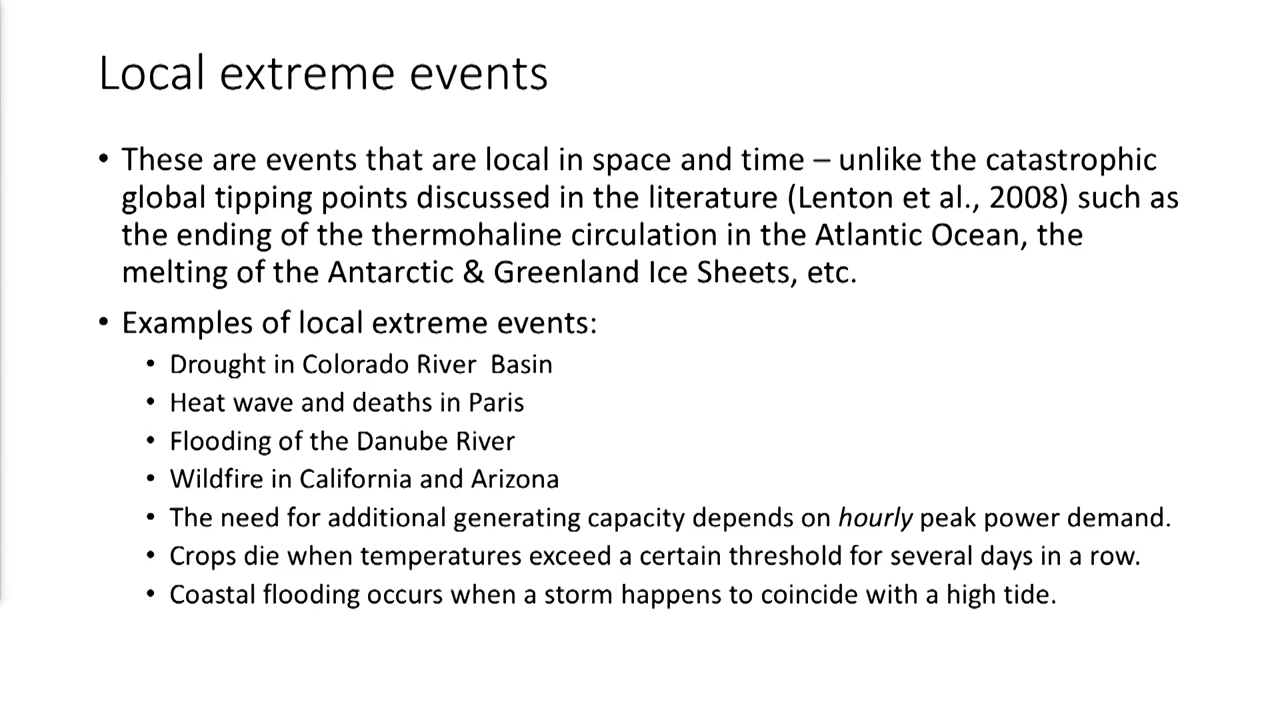 Local extreme events
• These are events that are local in space and time – unlike the catastrophic
global tipping points discussed in the literature (Lenton et al., 2008) such as
the ending of the thermohaline circulation in the Atlantic Ocean, the
melting of the Antarctic & Greenland Ice Sheets, etc.
• Examples of local extreme events:
• Drought in Colorado River  Basin
• Heat wave and deaths in Paris
• Flooding of the Danube River
• Wildfire in California and Arizona
• The need for additional generating capacity depends on hourly peak power demand.
• Crops die when temperatures exceed a certain threshold for several days in a row.
• Coastal flooding occurs when a storm happens to coincide with a high tide.